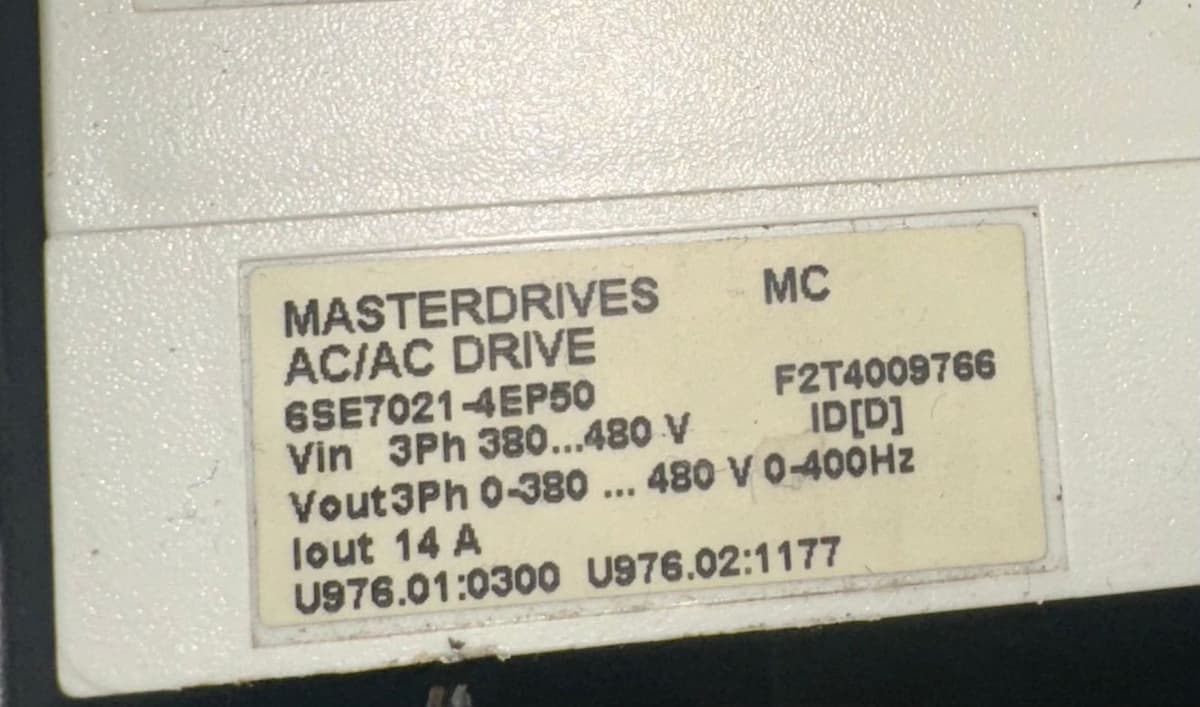 MASTERDRIVES MC
AC/AC DRIVE
6SE7021-4EP50 F2T4009766
Vin 3Ph 380...480 V ID[D]
Vout3Ph 0-380 ... 480 V 0-400Hz
Iout 14 A
U976.01:0300 U976.02:1177